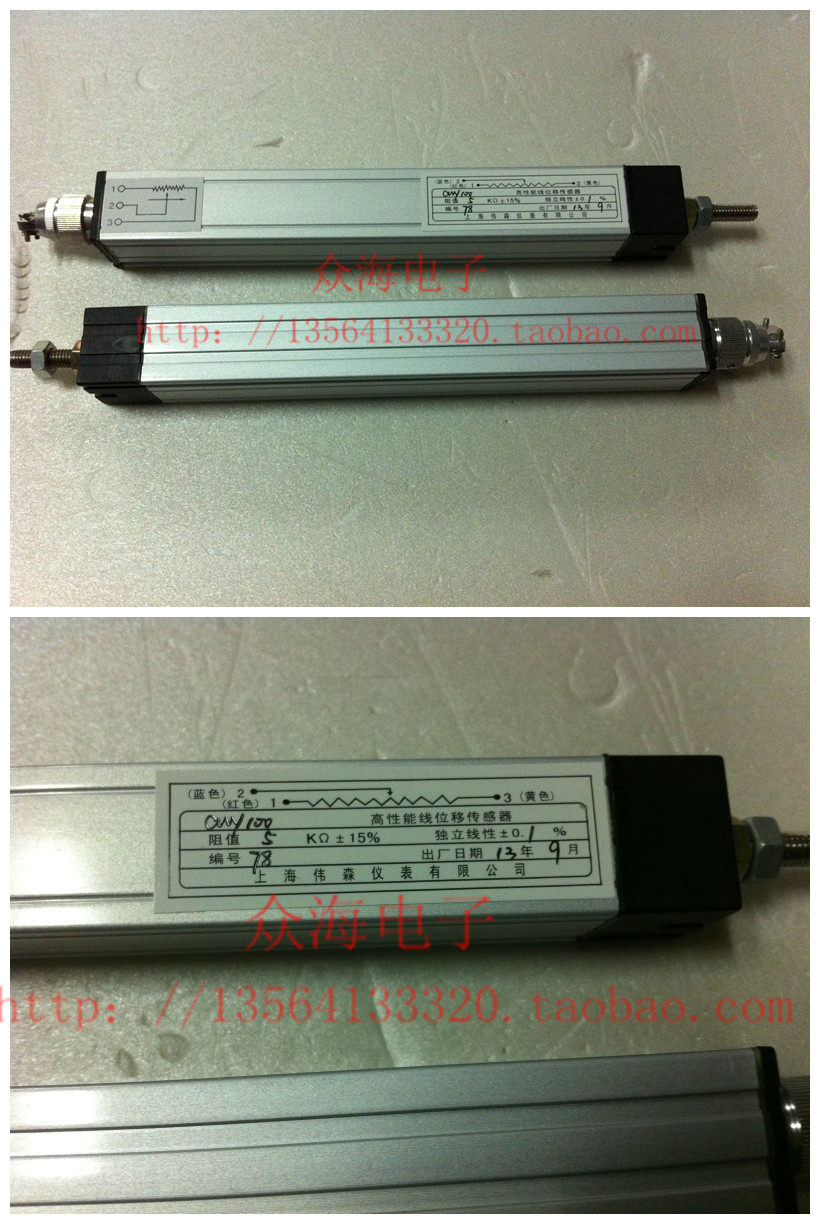 1
2
3
(蓝色) 2
(红色) 1 3 (黄色)
100 高性能线位移传感器
阻值 5 KΩ±15% 独立线性±0.1 %
编号 78 出厂日期 13年 9月
上海伟森仪表有限公司
众海电子
http: //13564133320.taobao.com
(蓝色) 2
(红色) 1 3 (黄色)
100 高性能线位移传感器
阻值 5 KΩ±15% 独立线性±0.1 %
编号 78 出厂日期 13年 9月
上海伟森仪表有限公司
众海电子
http: //13564133320.taobao.com